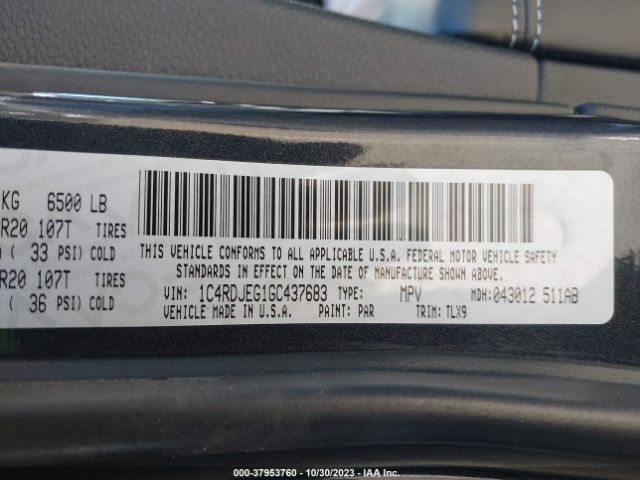 KG 6500 LB
R20 107T TIRES
( 33 PSI) COLD
R20 107T TIRES
( 36 PSI) COLD
THIS VEHICLE CONFORMS TO ALL APPLICABLE U.S.A. FEDERAL MOTOR VEHICLE SAFETY
STANDARDS IN EFFECT ON THE DATE OF MANUFACTURE SHOWN ABOVE.
VIN: 1C4RDJEG1GC437683 TYPE: MPV MDH:043012 511AB
VEHICLE MADE IN U.S.A. PAINT: PAR TRIM: TLX9
000-37953760 - 10/30/2023 - IAA Inc.